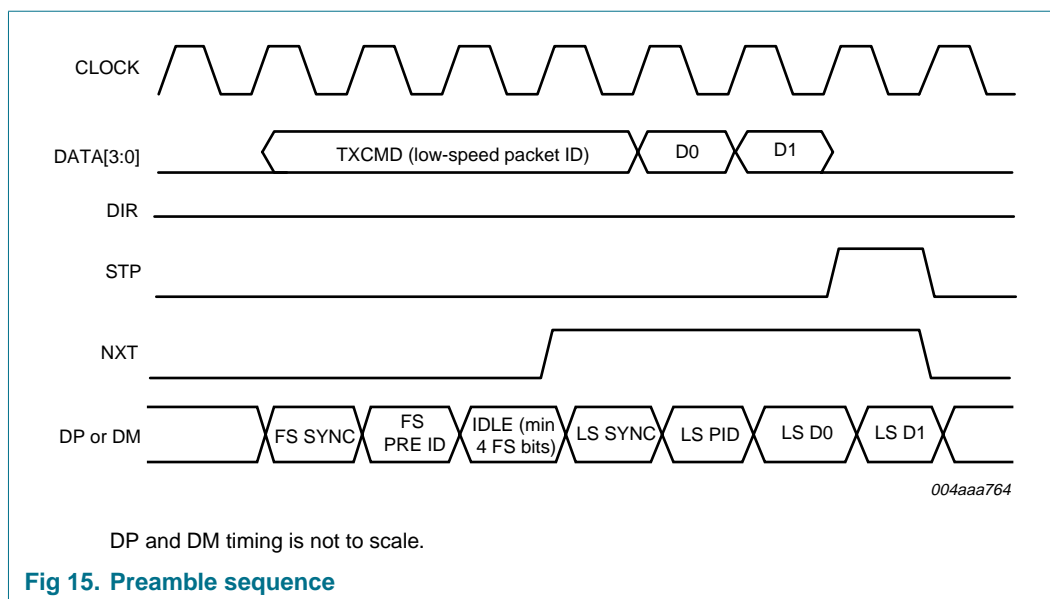 CLOCK
DATA[3:0]
TXCMD (low-speed packet ID)
D0
D1
DIR
STP
NXT
DP or DM
FS SYNC
FS
PRE ID
IDLE (min
4 FS bits)
LS SYNC
LS PID
LS D0
LS D1
004aaa764
DP and DM timing is not to scale.
Fig 15. Preamble sequence